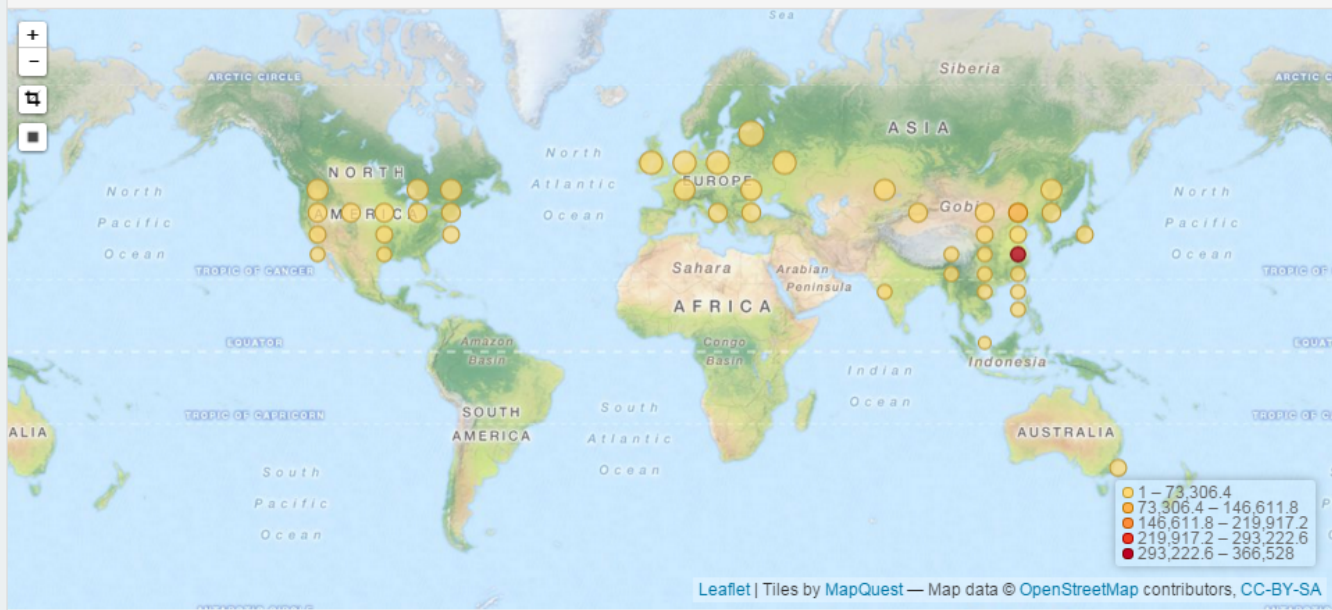 +
−
Sea
Siberia
ARCTIC CIRCLE
ARCTIC C
ASIA
North
Atlantic
Ocean
NORTH
AMERICA
EUROPE
North
Pacific
Ocean
Gobi
North
Pacific
Ocean
TROPIC OF CANCER
Sahara
Arabian
Peninsula
TROPIC OF
AFRICA
EQUATOR
Amazon
Basin
Congo
Basin
EQUAT
Indonesia
Indian
Ocean
TROPIC OF CAPRICORN
SOUTH
AMERICA
South
Atlantic
Ocean
TROPIC OF C
ALIA
AUSTRALIA
South
Pacific
Ocean
1 – 73,306.4
73,306.4 – 146,611.8
146,611.8 – 219,917.2
219,917.2 – 293,222.6
293,222.6 – 366,528
Leaflet | Tiles by MapQuest — Map data © OpenStreetMap contributors, CC-BY-SA